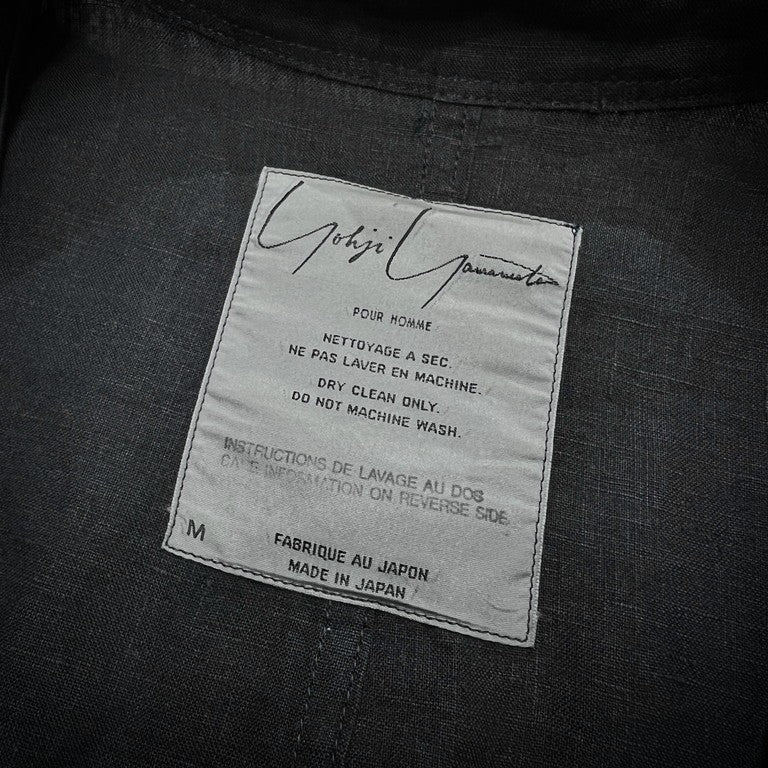 Yohji Yamamoto
POUR HOMME
NETTOYAGE A SEC.
NE PAS LAVER EN MACHINE.
DRY CLEAN ONLY.
DO NOT MACHINE WASH.
INSTRUCTIONS DE LAVAGE AU DOS
CARE INFORMATION ON REVERSE SIDE
M
FABRIQUE AU JAPON
MADE IN JAPAN